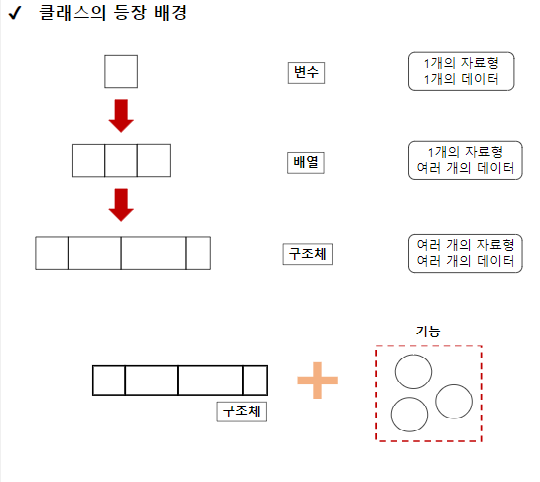 ✓ 클래스의 등장 배경
변수
1개의 자료형
1개의 데이터
배열
1개의 자료형
여러 개의 데이터
구조체
여러 개의 자료형
여러 개의 데이터
기능
구조체